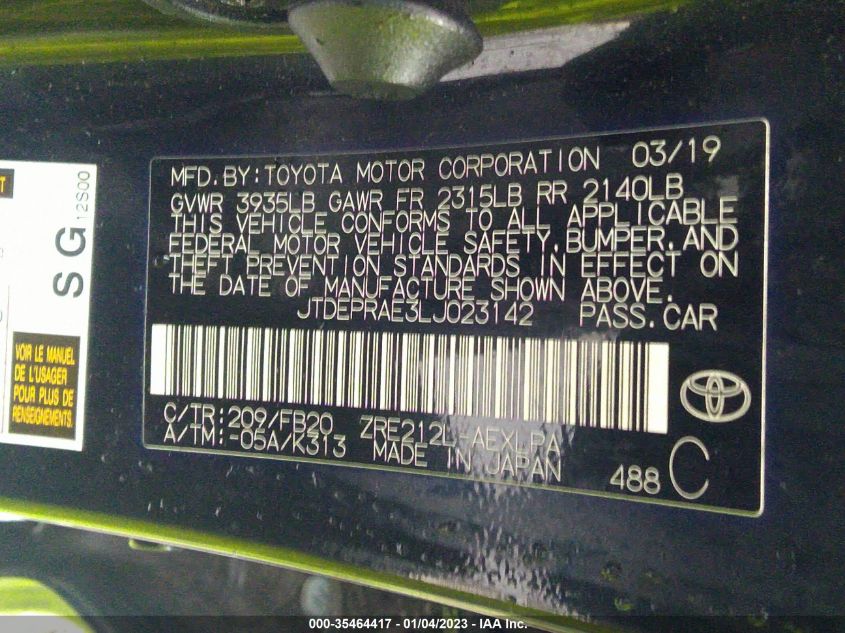 MFD. BY: TOYOTA MOTOR CORPORATION 03/19
GVWR 3935LB GAWR FR 2315LB RR 2140LB
THIS VEHICLE CONFORMS TO ALL APPLICABLE
FEDERAL MOTOR VEHICLE SAFETY, BUMPER, AND
THEFT PREVENTION STANDARDS IN EFFECT ON
THE DATE OF MANUFACTURE SHOWN ABOVE.
JTDEPRAE3LJ023142 PASS. CAR
C/TR: 209/FB20 ZRE212L-AEXLPA
A/TM: -05A/K313 MADE IN JAPAN
488 C
SG
12S00
VOIR LE MANUEL
DE L'USAGER
POUR PLUS DE
RENSEIGNEMENTS
000-35464417 - 01/04/2023 - IAA Inc.